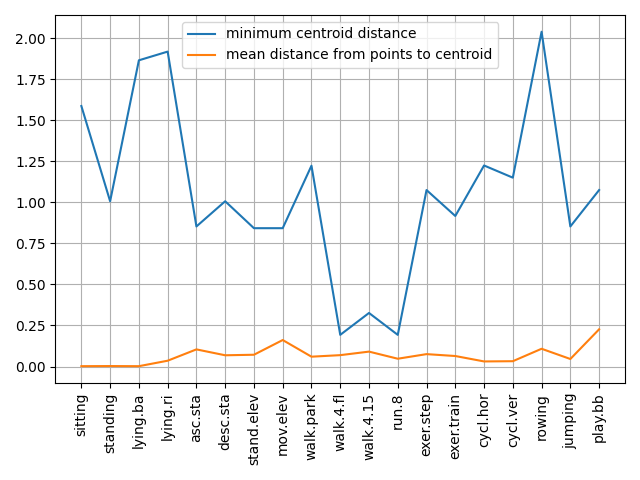 minimum centroid distance
mean distance from points to centroid
2.00
1.75
1.50
1.25
1.00
0.75
0.50
0.25
0.00
sitting
standing
lying.ba
lying.ri
asc.sta
desc.sta
stand.elev
mov.elev
walk.park
walk.4.fl
walk.4.15
run.8
exer.step
exer.train
cycl.hor
cycl.ver
rowing
jumping
play.bb